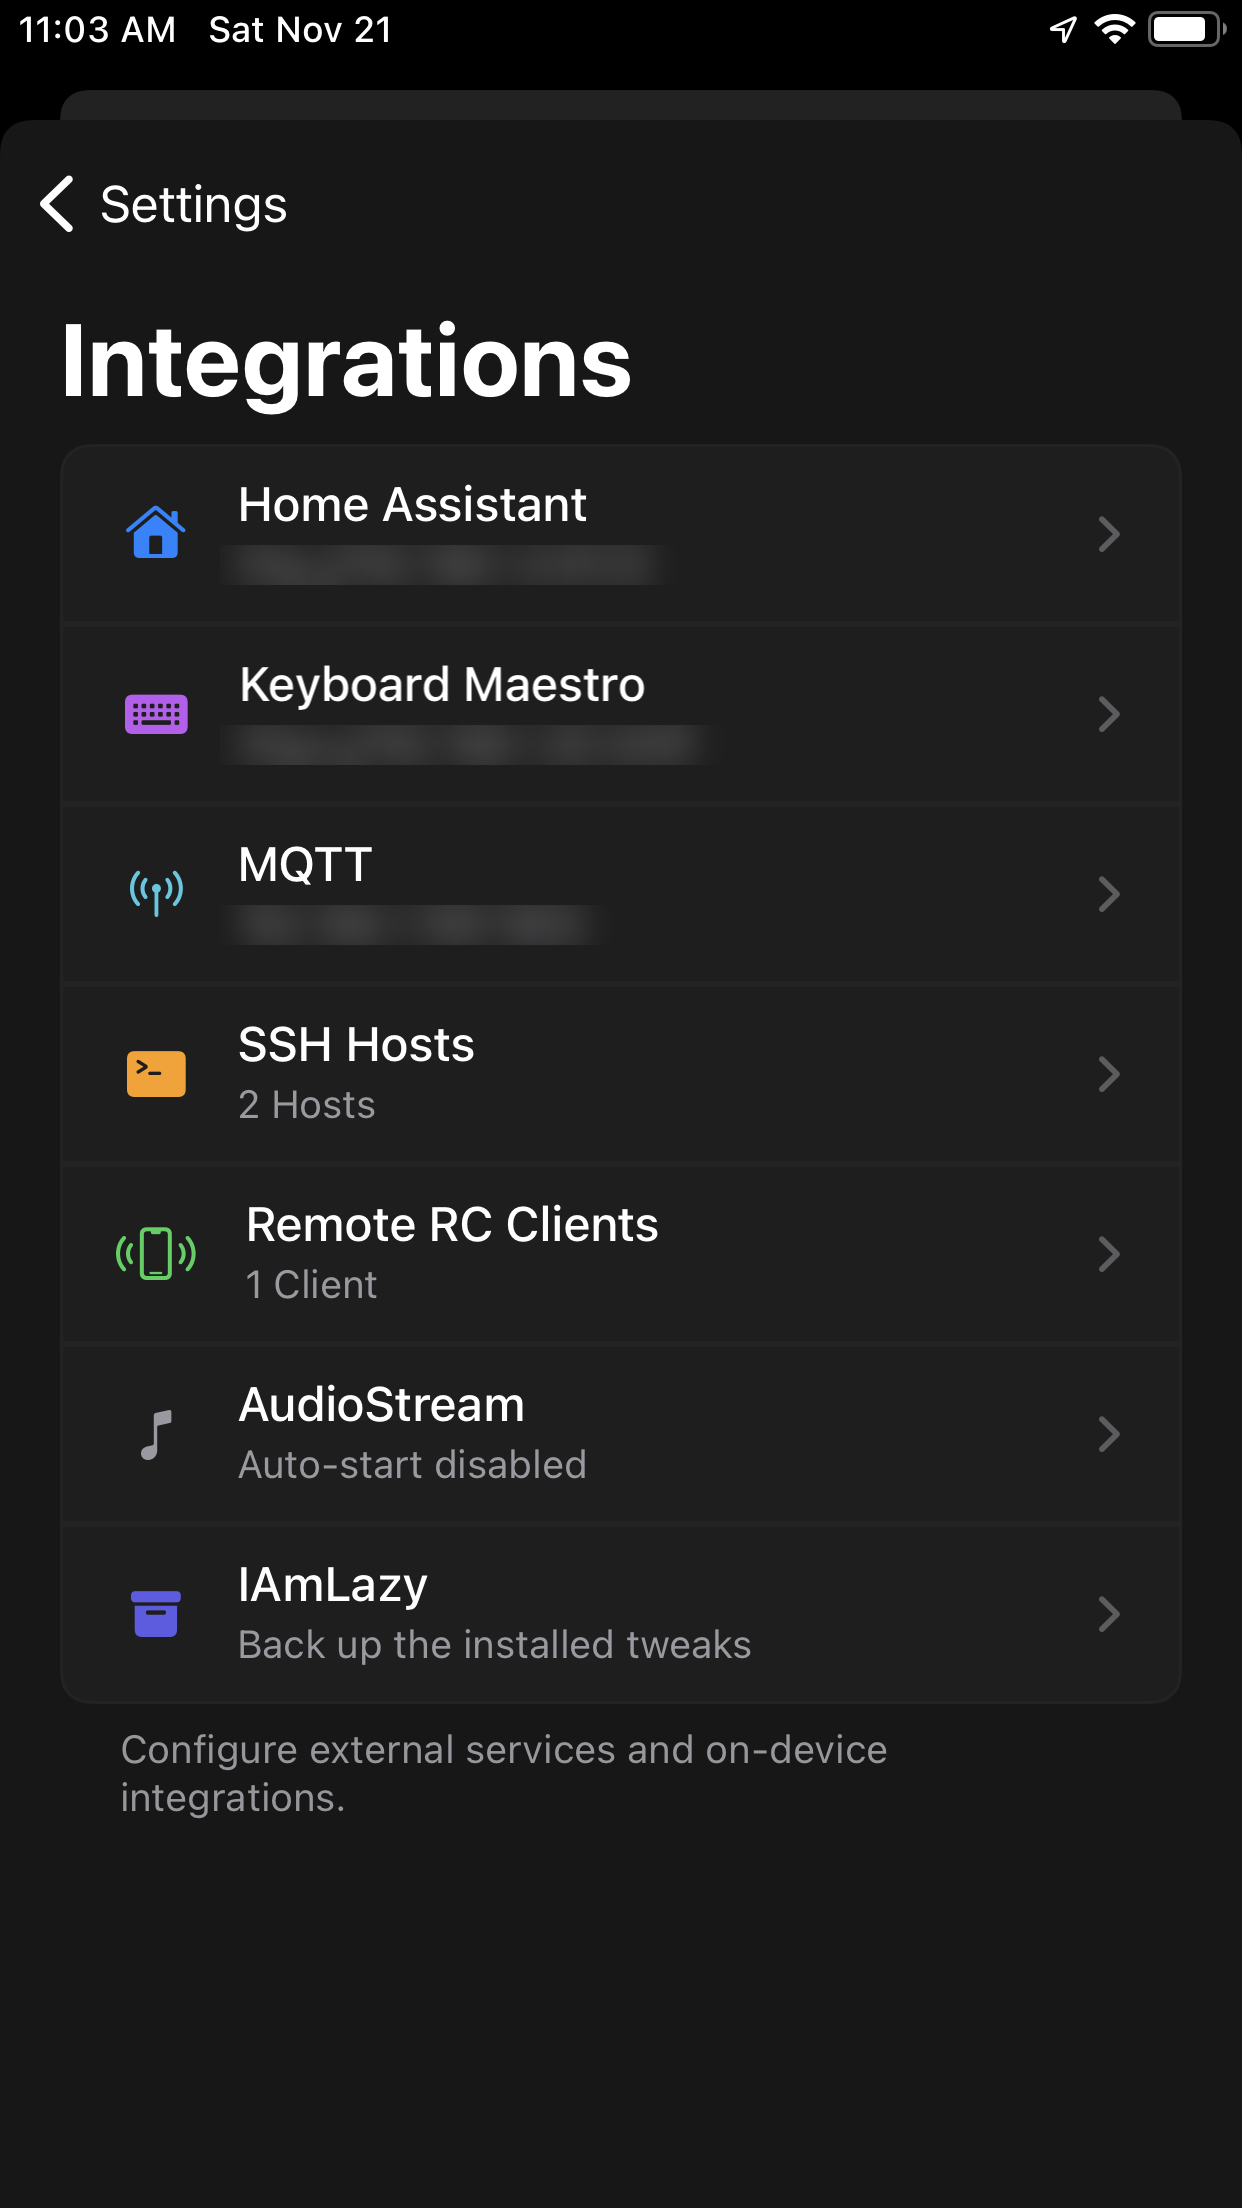 11:03 AM Sat Nov 21
Settings
Integrations
Home Assistant
Keyboard Maestro
MQTT
SSH Hosts
2 Hosts
Remote RC Clients
1 Client
AudioStream
Auto-start disabled
IAmLazy
Back up the installed tweaks
Configure external services and on-device
integrations.